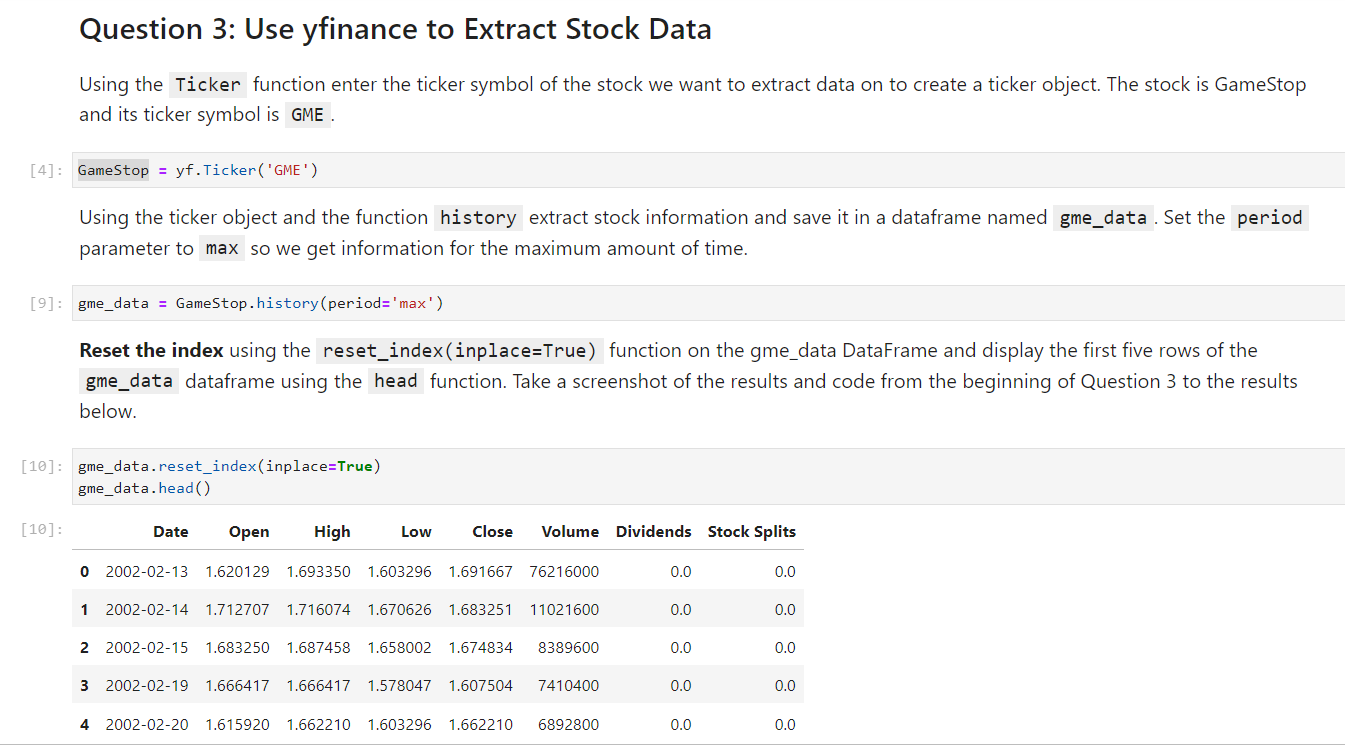 Question 3: Use yfinance to Extract Stock Data
Using the Ticker function enter the ticker symbol of the stock we want to extract data on to create a ticker object. The stock is GameStop
and its ticker symbol is GME .
[4]: GameStop = yf.Ticker('GME')
Using the ticker object and the function history extract stock information and save it in a dataframe named gme_data . Set the period
parameter to max so we get information for the maximum amount of time.
[9]: gme_data = GameStop.history(period='max')
Reset the index using the reset_index(inplace=True) function on the gme_data DataFrame and display the first five rows of the
gme_data dataframe using the head function. Take a screenshot of the results and code from the beginning of Question 3 to the results
below.
[10]: gme_data.reset_index(inplace=True)
gme_data.head()
[10]: Date Open High Low Close Volume Dividends Stock Splits
0 2002-02-13 1.620129 1.693350 1.603296 1.691667 76216000 0.0 0.0
1 2002-02-14 1.712707 1.716074 1.670626 1.683251 11021600 0.0 0.0
2 2002-02-15 1.683250 1.687458 1.658002 1.674834 8389600 0.0 0.0
3 2002-02-19 1.666417 1.666417 1.578047 1.607504 7410400 0.0 0.0
4 2002-02-20 1.615920 1.662210 1.603296 1.662210 6892800 0.0 0.0